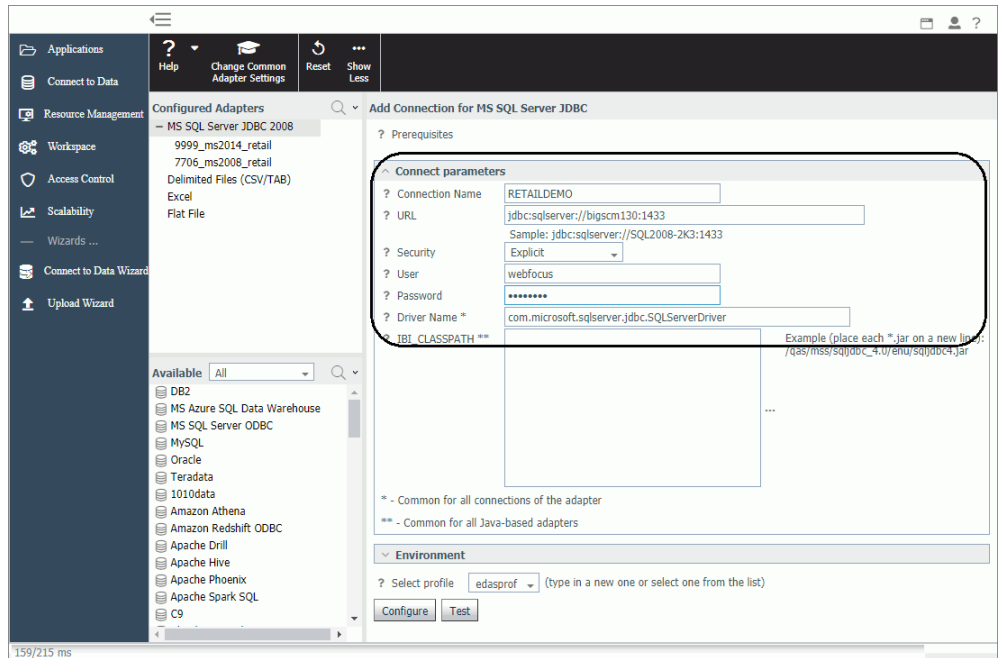 ?
Applications
Connect to Data
Resource Management
Workspace
Access Control
Scalability
Wizards ...
Connect to Data Wizard
Upload Wizard
? Help
Change Common Adapter Settings
Reset
Show Less
Configured Adapters
MS SQL Server JDBC 2008
9999_ms2014_retail
7706_ms2008_retail
Delimited Files (CSV/TAB)
Excel
Flat File
Available All
DB2
MS Azure SQL Data Warehouse
MS SQL Server ODBC
MySQL
Oracle
Teradata
1010data
Amazon Athena
Amazon Redshift ODBC
Apache Drill
Apache Hive
Apache Phoenix
Apache Spark SQL
C9
Add Connection for MS SQL Server JDBC
? Prerequisites
Connect parameters
? Connection Name RETAILDEMO
? URL jdbc:sqlserver://bigscm130:1433
Sample: jdbc:sqlserver://SQL2008-2K3:1433
? Security Explicit
? User webfocus
? Password ••••••••
? Driver Name * com.microsoft.sqlserver.jdbc.SQLServerDriver
? IBI_CLASSPATH **
Example (place each *.jar on a new line):
/qas/mss/sqljdbc_4.0/enu/sqljdbc4.jar
...
* - Common for all connections of the adapter
** - Common for all Java-based adapters
Environment
? Select profile edasprof (type in a new one or select one from the list)
Configure Test
159/215 ms